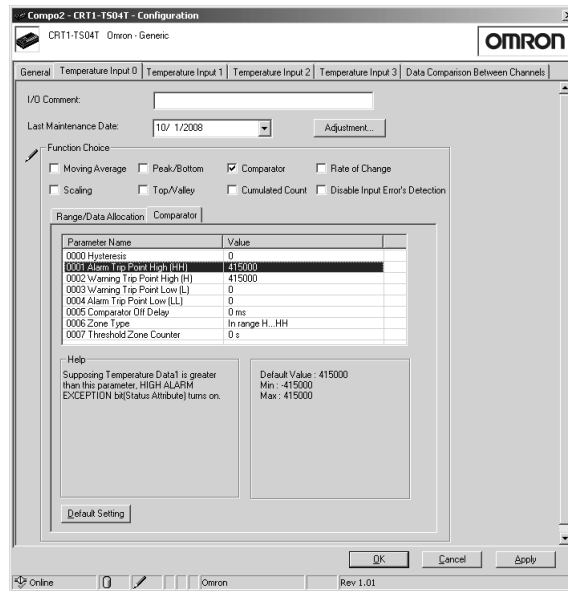 Compo2 - CRT1-TS04T - Configuration
CRT1-TS04T Omron - Generic
OMRON
General Temperature Input 0 Temperature Input 1 Temperature Input 2 Temperature Input 3 Data Comparison Between Channels
I/O Comment:
Last Maintenance Date: 10/ 1/2008 Adjustment...
Function Choice
Moving Average Peak/Bottom Comparator Rate of Change
Scaling Top/Valley Cumulated Count Disable Input Error's Detection
Range/Data Allocation Comparator
Parameter Name Value
0000 Hysteresis 0
0001 Alarm Trip Point High (HH) 415000
0002 Warning Trip Point High (H) 415000
0003 Warning Trip Point Low (L) 0
0004 Alarm Trip Point Low (LL) 0
0005 Comparator Off Delay 0 ms
0006 Zone Type In range H...HH
0007 Threshold Zone Counter 0 s
Help
Supposing Temperature Data1 is greater
than this parameter, HIGH ALARM
EXCEPTION bit(Status Attribute) turns on.
Default Value : 415000
Min : -415000
Max : 415000
Default Setting
OK Cancel Apply
Online 0 Omron Rev 1.01